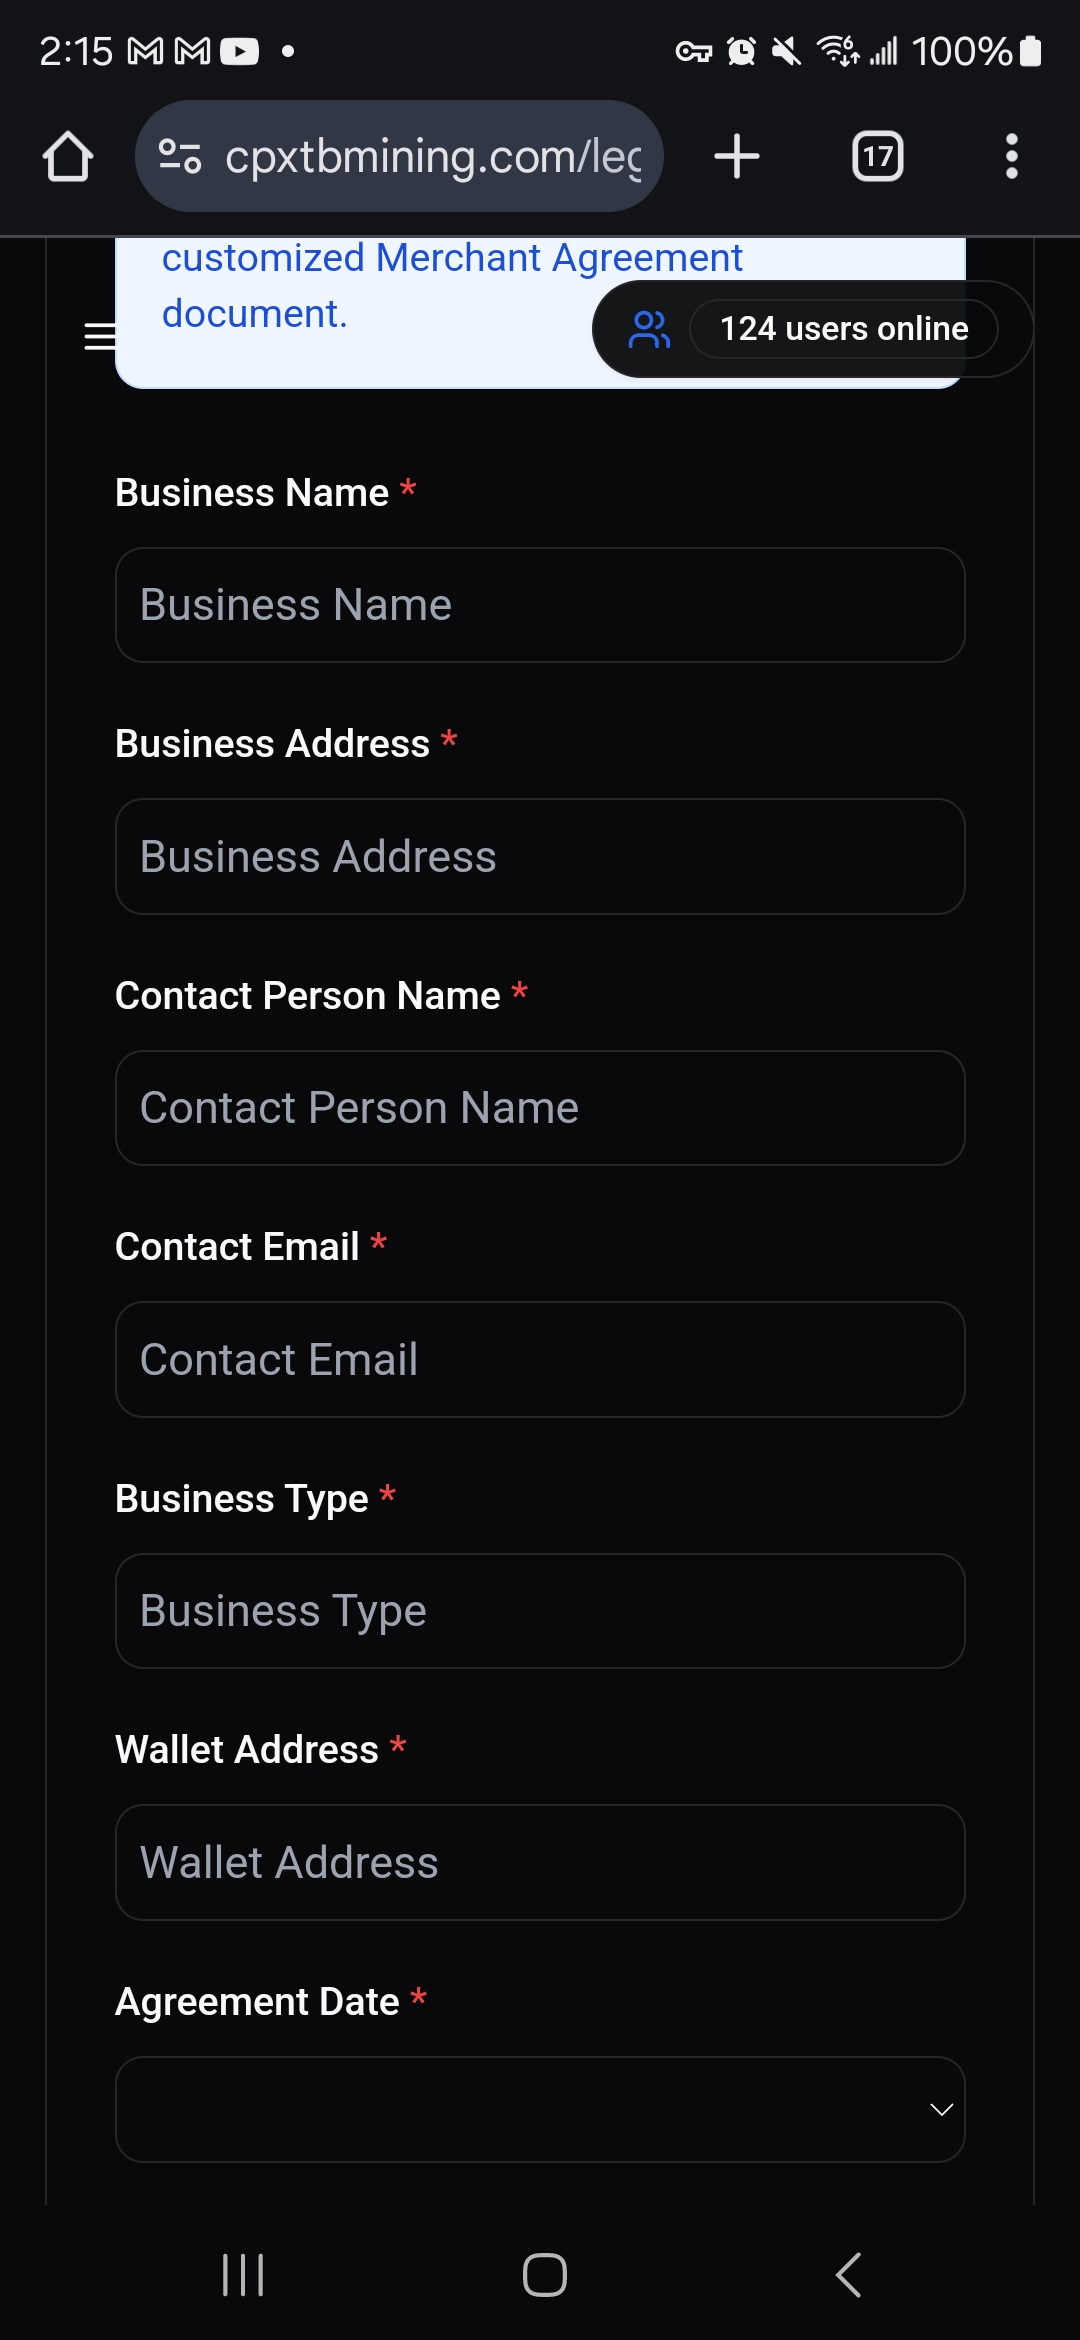 2:15
100%
cpxtbmining.com/leg
17
customized Merchant Agreement
document.
124 users online
Business Name *
Business Name
Business Address *
Business Address
Contact Person Name *
Contact Person Name
Contact Email *
Contact Email
Business Type *
Business Type
Wallet Address *
Wallet Address
Agreement Date *